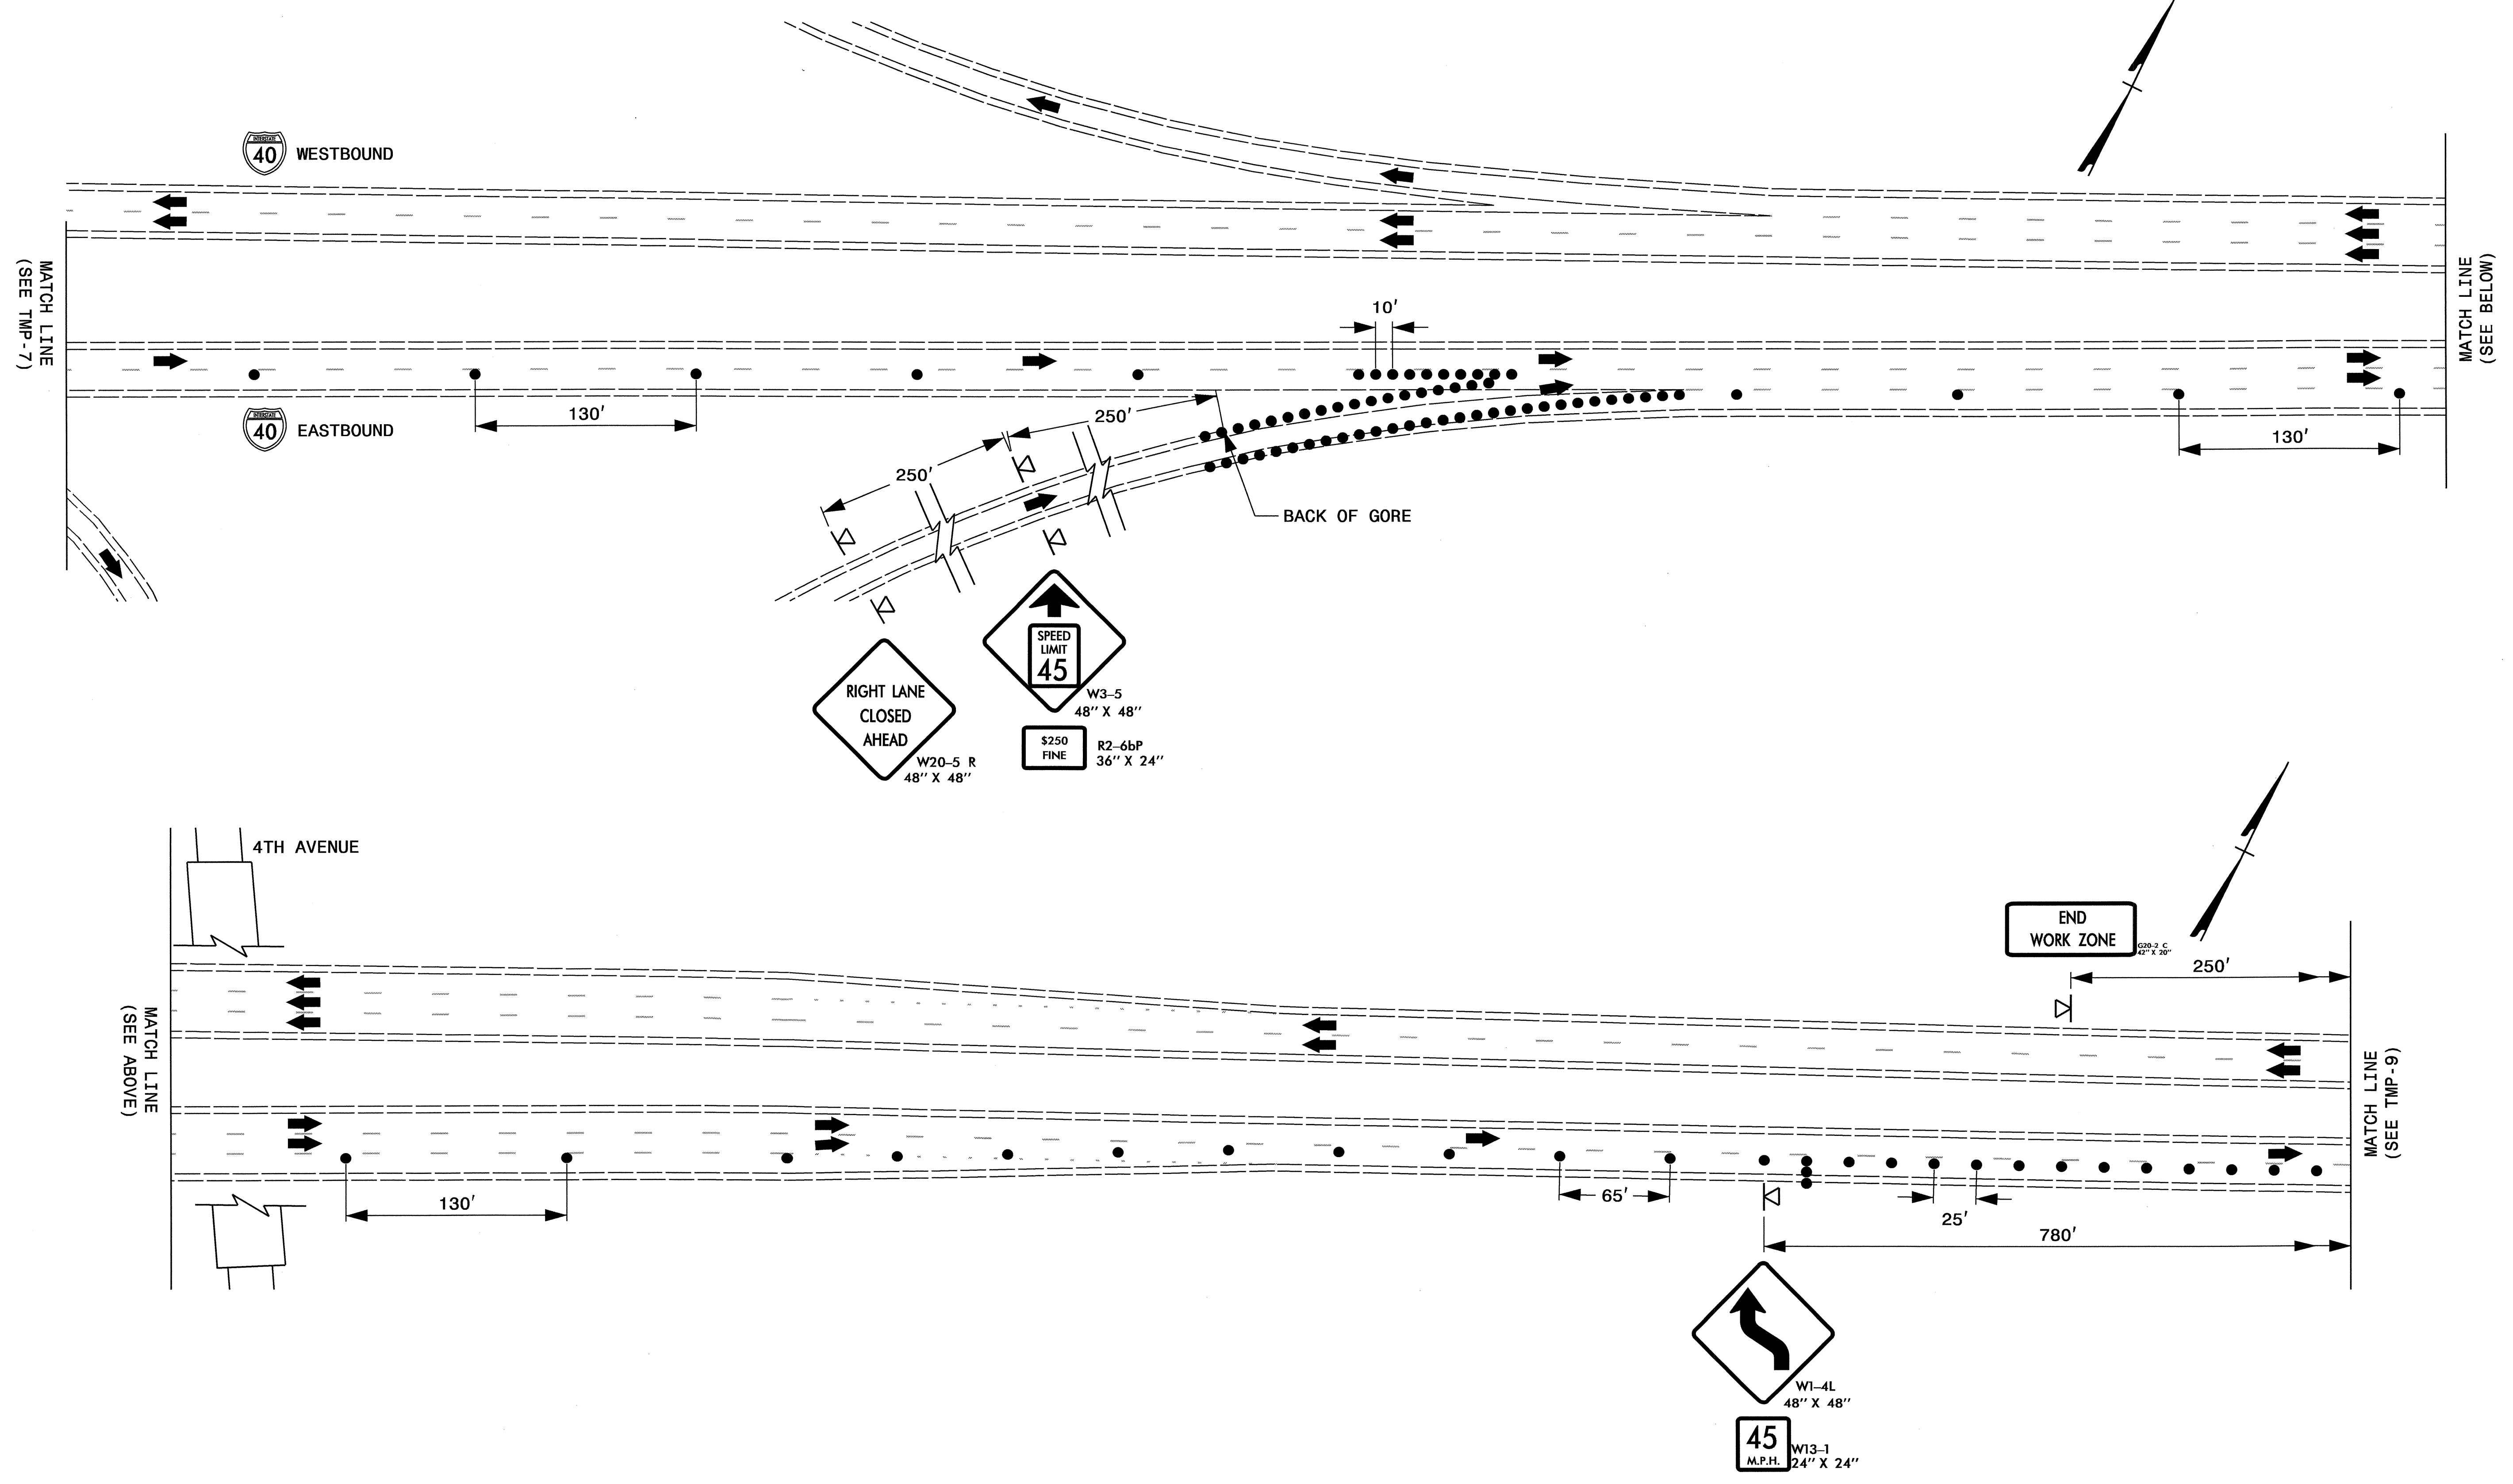 INTERSTATE
40
WESTBOUND
MATCH LINE
(SEE TMP-7)
MATCH LINE
(SEE BELOW)
10'
130'
INTERSTATE
40
EASTBOUND
250'
250'
130'
BACK OF GORE
SPEED
LIMIT
45
W3-5
48" X 48"
RIGHT LANE
CLOSED
AHEAD
W20-5 R
48" X 48"
$250
FINE
R2-6bP
36" X 24"
4TH AVENUE
END
WORK ZONE
G20-2 C
42" X 20"
250'
MATCH LINE
(SEE ABOVE)
MATCH LINE
(SEE TMP-9)
130'
65'
25'
780'
W1-4L
48" X 48"
45
M.P.H.
W13-1
24" X 24"